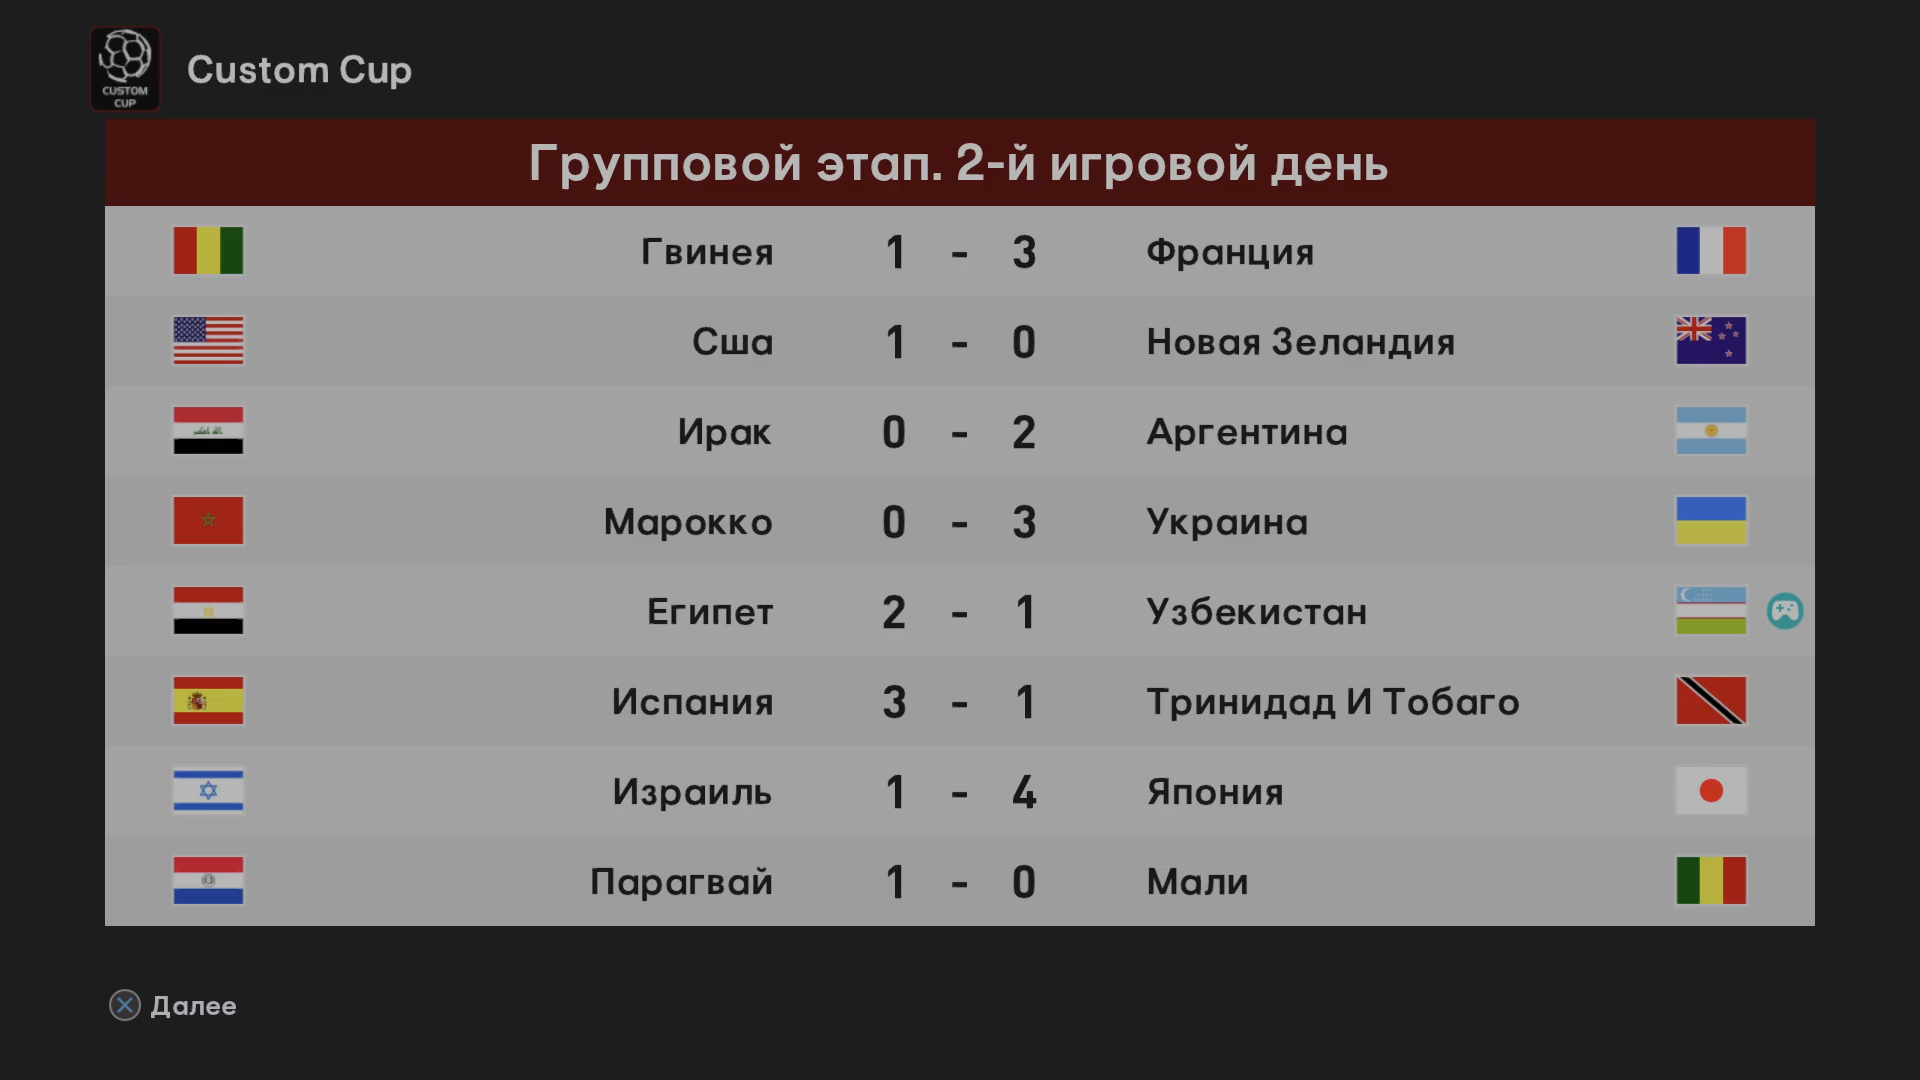 CUSTOM
CUP
Custom Cup
Групповой этап. 2-й игровой день
Гвинея 1 - 3 Франция
Сша 1 - 0 Новая Зеландия
Ирак 0 - 2 Аргентина
Марокко 0 - 3 Украина
Египет 2 - 1 Узбекистан
Испания 3 - 1 Тринидад И Тобаго
Израиль 1 - 4 Япония
Парагвай 1 - 0 Мали
Далее